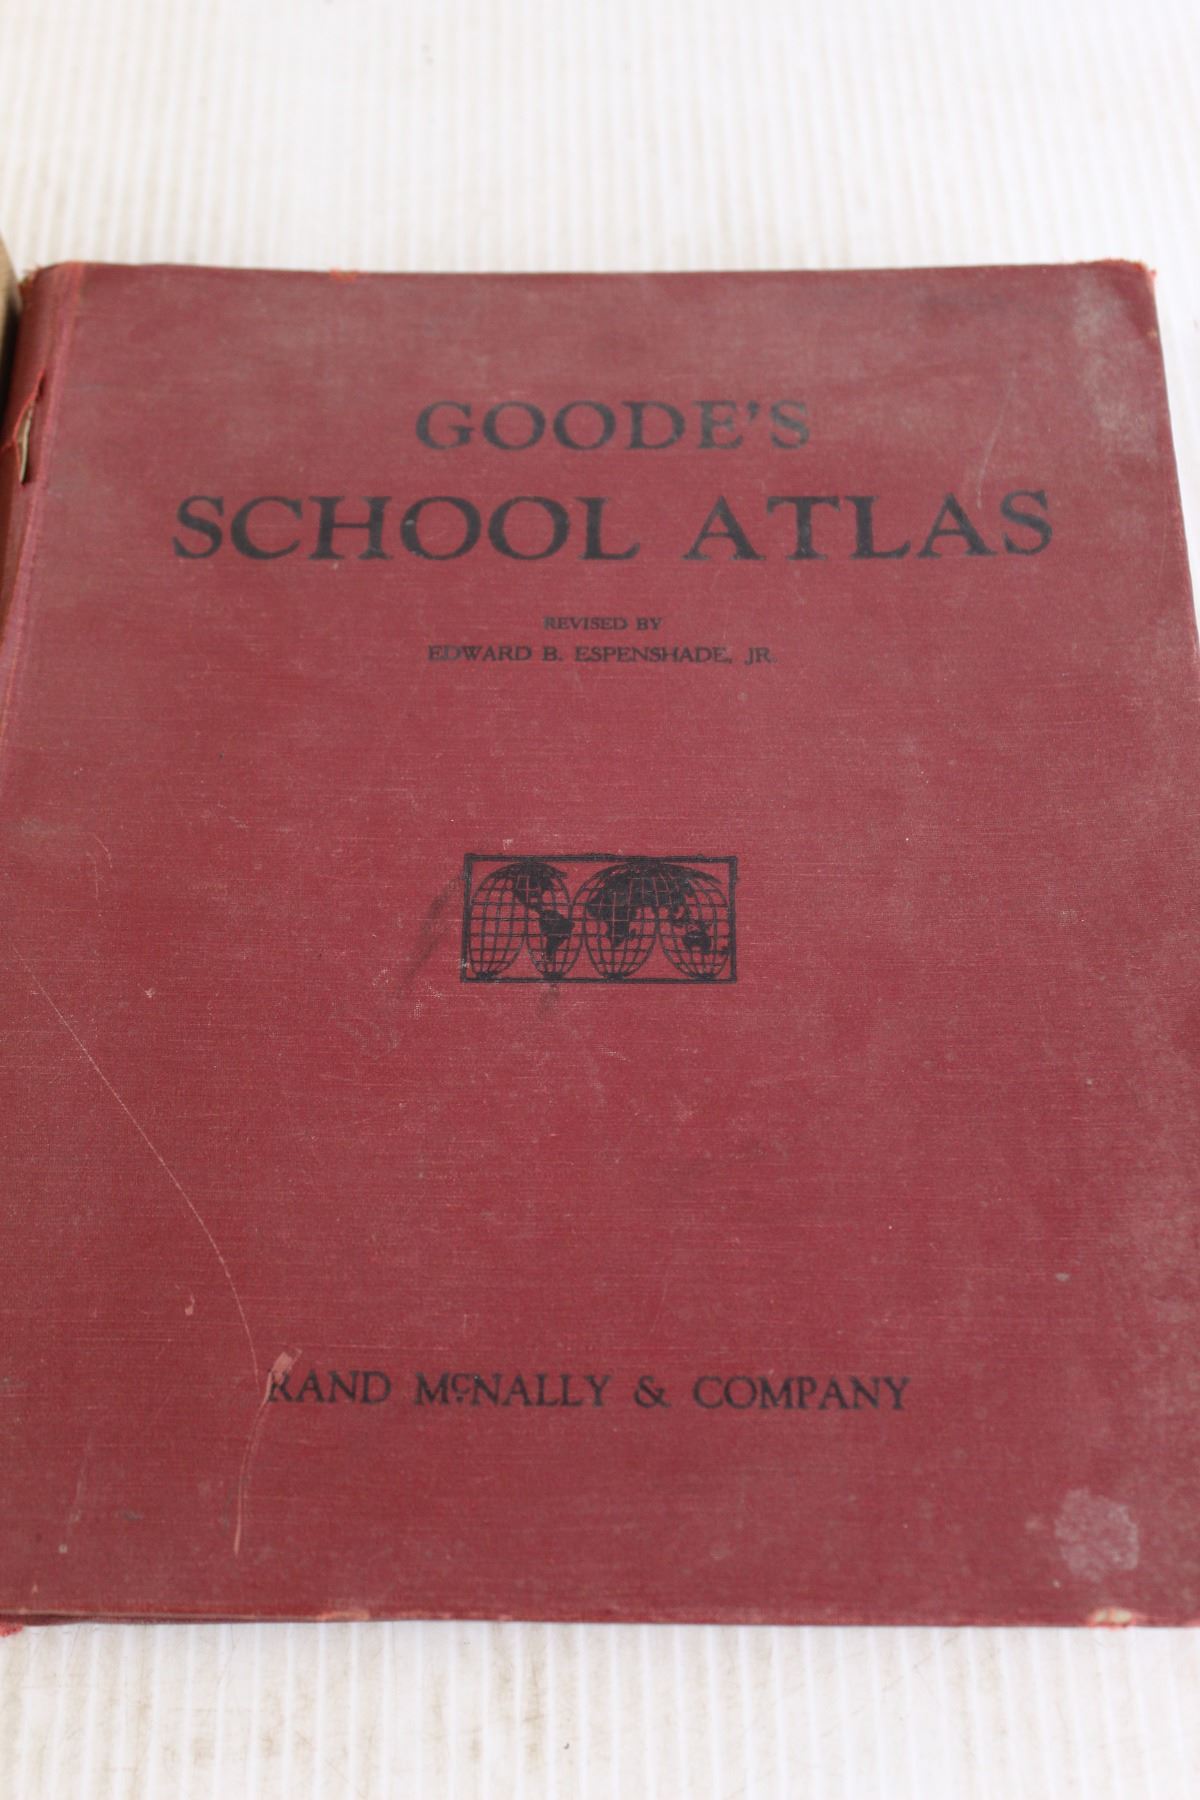 GOODE'S
SCHOOL ATLAS
REVISED BY
EDWARD B. ESPENSHADE, JR.
RAND McNALLY & COMPANY